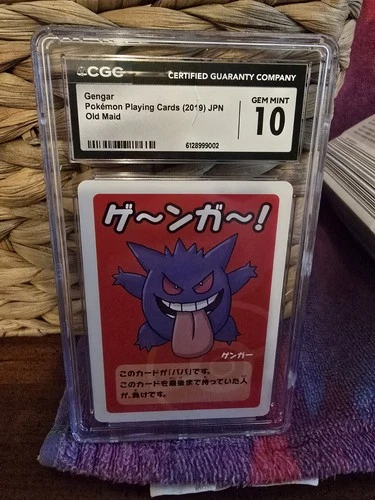 CGC CERTIFIED GUARANTY COMPANY
Gengar
Pokémon Playing Cards (2019) JPN
Old Maid
GEM MINT
10
6128999002
ゲ〜ンガ〜!
ゲンガー
このカードが「ババ」です。
このカードを最後まで持っていた人
が、負けです。